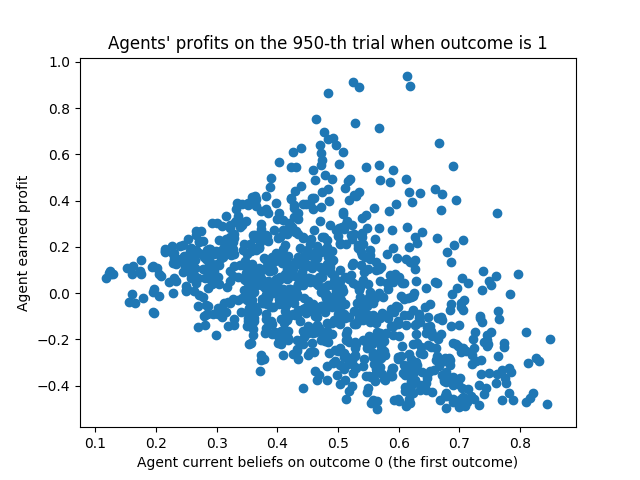 Agents' profits on the 950-th trial when outcome is 1
Agent earned profit
1.0
0.8
0.6
0.4
0.2
0.0
−0.2
−0.4
0.1 0.2 0.3 0.4 0.5 0.6 0.7 0.8
Agent current beliefs on outcome 0 (the first outcome)